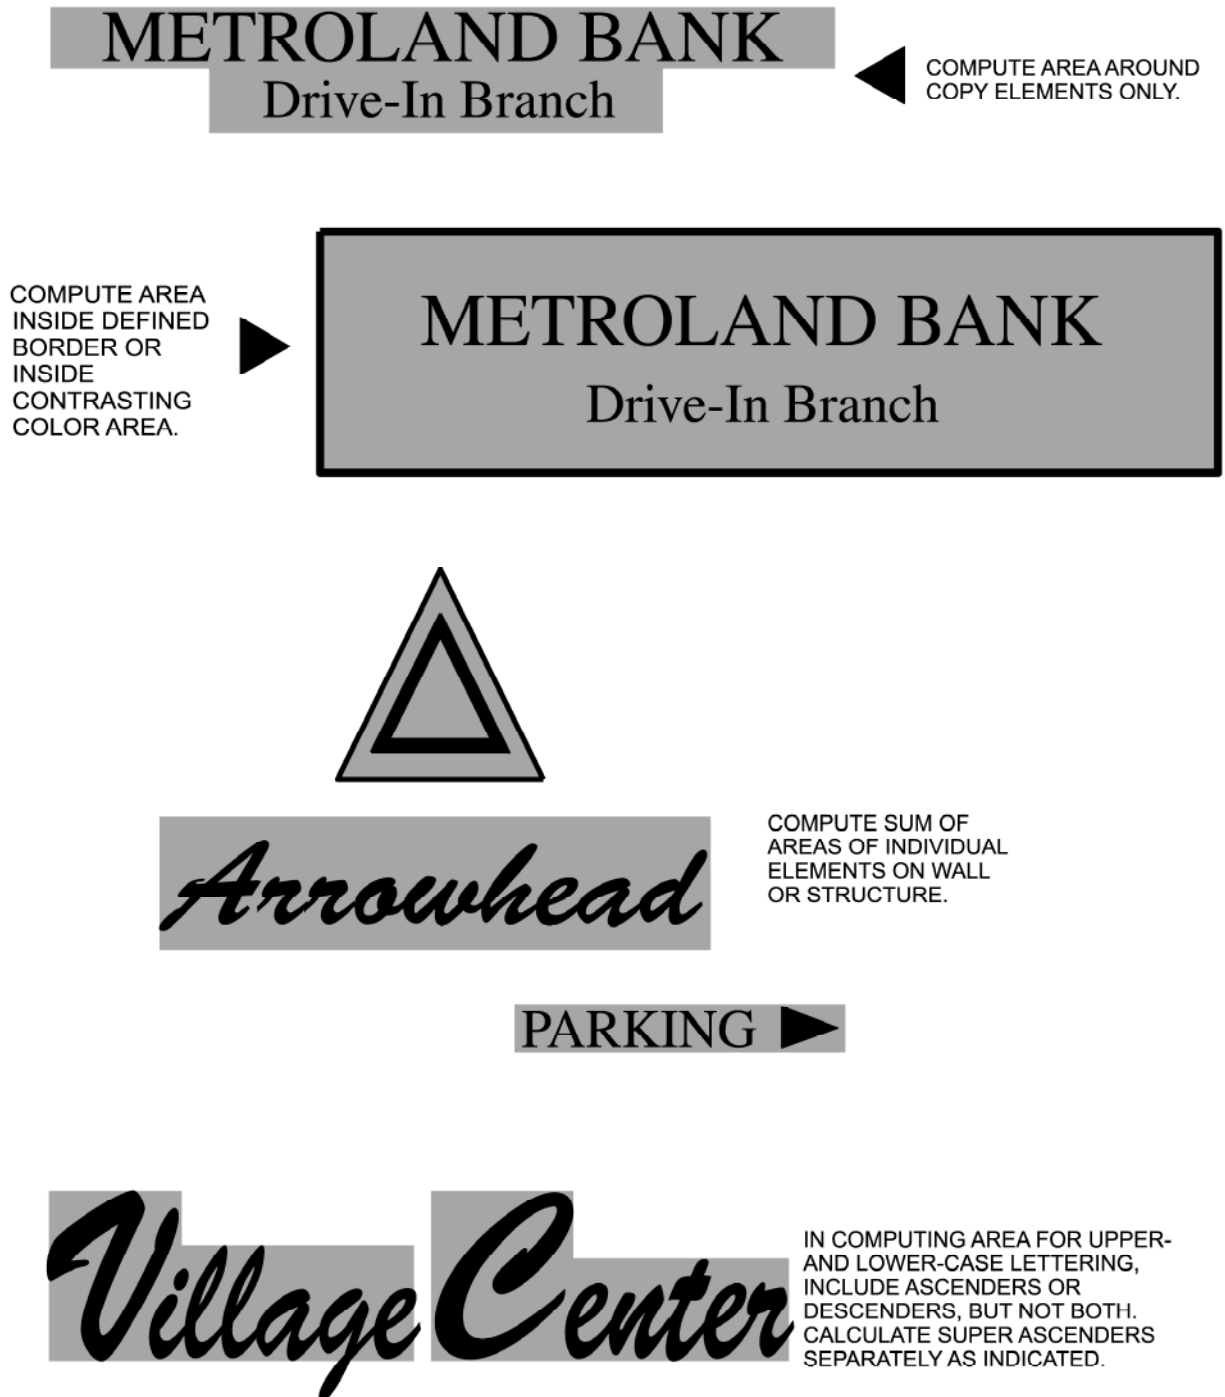 METROLAND BANK
Drive-In Branch
COMPUTE AREA AROUND
COPY ELEMENTS ONLY.
COMPUTE AREA
INSIDE DEFINED
BORDER OR
INSIDE
CONTRASTING
COLOR AREA.
METROLAND BANK
Drive-In Branch
Arrowhead
COMPUTE SUM OF
AREAS OF INDIVIDUAL
ELEMENTS ON WALL
OR STRUCTURE.
PARKING
Village Center
IN COMPUTING AREA FOR UPPER-
AND LOWER-CASE LETTERING,
INCLUDE ASCENDERS OR
DESCENDERS, BUT NOT BOTH.
CALCULATE SUPER ASCENDERS
SEPARATELY AS INDICATED.